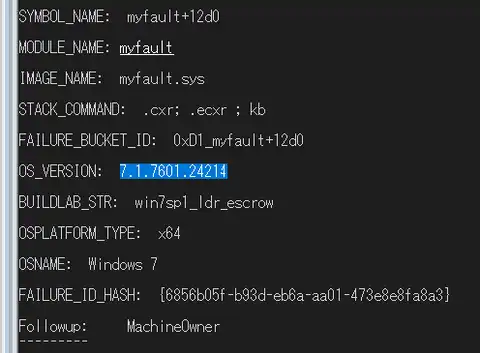 SYMBOL_NAME:  myfault+12d0
MODULE_NAME: myfault
IMAGE_NAME:  myfault.sys
STACK_COMMAND:  .cxr; .ecxr ; kb
FAILURE_BUCKET_ID:  0xD1_myfault+12d0
OS_VERSION:  7.1.7601.24214
BUILDLAB_STR:  win7sp1_ldr_escrow
OSPLATFORM_TYPE:  x64
OSNAME:  Windows 7
FAILURE_ID_HASH:  {6856b05f-b93d-eb6a-aa01-473e8e8fa8a3}
Followup:     MachineOwner
---------